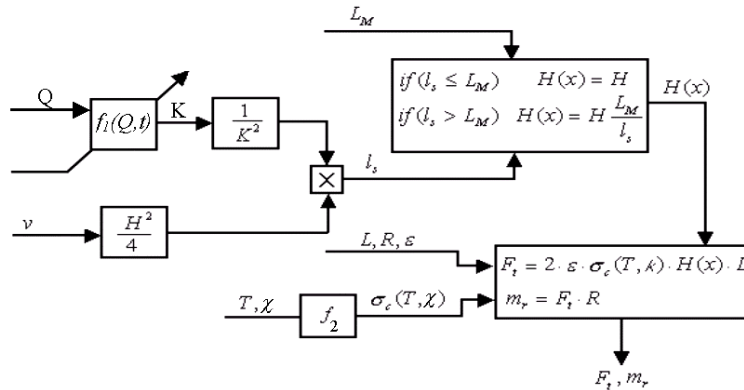 L_M
if(l_s ≤ L_M) H(x) = H
if(l_s > L_M) H(x) = H L_M/l_s
H(x)
Q
f_1(Q,t)
K
1/K^2
×
l_s
v
H^2/4
L, R, ε
F_t = 2 · ε · σ_c(T, k) · H(x) · L
m_r = F_t · R
T, χ
f_2
σ_c(T, χ)
F_t, m_r